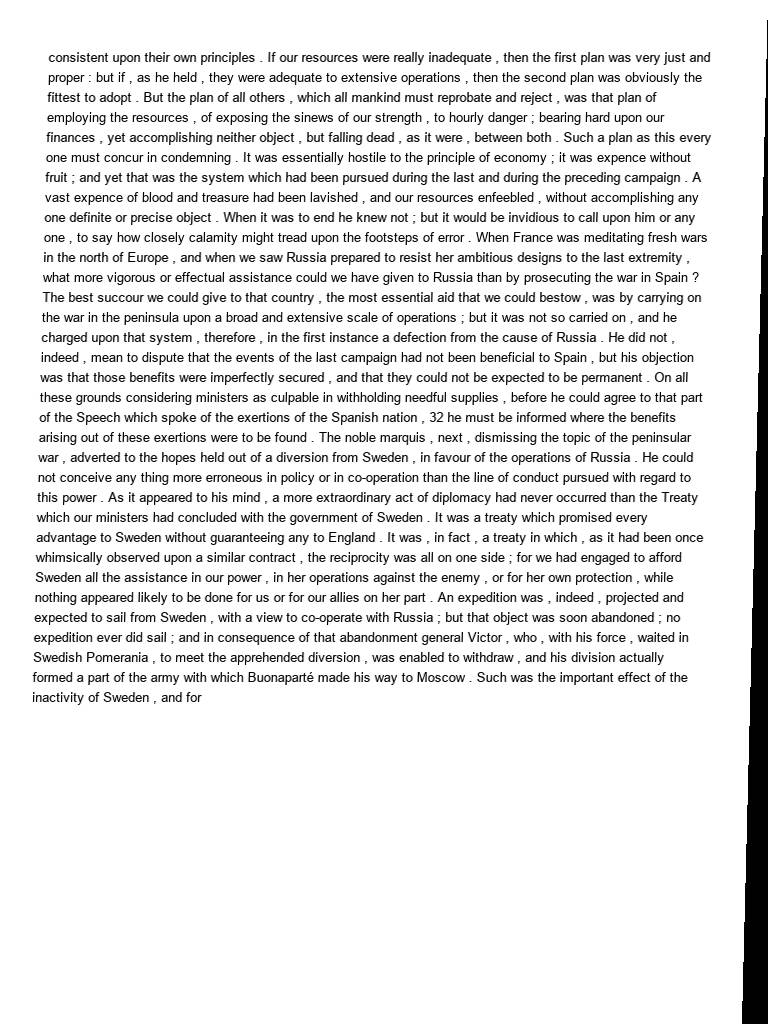 consistent upon their own principles . If our resources were really inadequate , then the first plan was very just and
proper : but if , as he held , they were adequate to extensive operations , then the second plan was obviously the
fittest to adopt . But the plan of all others , which all mankind must reprobate and reject , was that plan of
employing the resources , of exposing the sinews of our strength , to hourly danger ; bearing hard upon our
finances , yet accomplishing neither object , but falling dead , as it were , between both . Such a plan as this every
one must concur in condemning . It was essentially hostile to the principle of economy ; it was expence without
fruit ; and yet that was the system which had been pursued during the last and during the preceding campaign . A
vast expence of blood and treasure had been lavished , and our resources enfeebled , without accomplishing any
one definite or precise object . When it was to end he knew not ; but it would be invidious to call upon him or any
one , to say how closely calamity might tread upon the footsteps of error . When France was meditating fresh wars
in the north of Europe , and when we saw Russia prepared to resist her ambitious designs to the last extremity ,
what more vigorous or effectual assistance could we have given to Russia than by prosecuting the war in Spain ?
The best succour we could give to that country , the most essential aid that we could bestow , was by carrying on
the war in the peninsula upon a broad and extensive scale of operations ; but it was not so carried on , and he
charged upon that system , therefore , in the first instance a defection from the cause of Russia . He did not ,
indeed , mean to dispute that the events of the last campaign had not been beneficial to Spain , but his objection
was that those benefits were imperfectly secured , and that they could not be expected to be permanent . On all
these grounds considering ministers as culpable in withholding needful supplies , before he could agree to that part
of the Speech which spoke of the exertions of the Spanish nation , 32 he must be informed where the benefits
arising out of these exertions were to be found . The noble marquis , next , dismissing the topic of the peninsular
war , adverted to the hopes held out of a diversion from Sweden , in favour of the operations of Russia . He could
not conceive any thing more erroneous in policy or in co-operation than the line of conduct pursued with regard to
this power . As it appeared to his mind , a more extraordinary act of diplomacy had never occurred than the Treaty
which our ministers had concluded with the government of Sweden . It was a treaty which promised every
advantage to Sweden without guaranteeing any to England . It was , in fact , a treaty in which , as it had been once
whimsically observed upon a similar contract , the reciprocity was all on one side ; for we had engaged to afford
Sweden all the assistance in our power , in her operations against the enemy , or for her own protection , while
nothing appeared likely to be done for us or for our allies on her part . An expedition was , indeed , projected and
expected to sail from Sweden , with a view to co-operate with Russia ; but that object was soon abandoned ; no
expedition ever did sail ; and in consequence of that abandonment general Victor , who , with his force , waited in
Swedish Pomerania , to meet the apprehended diversion , was enabled to withdraw , and his division actually
formed a part of the army with which Buonaparté made his way to Moscow . Such was the important effect of the
inactivity of Sweden , and for